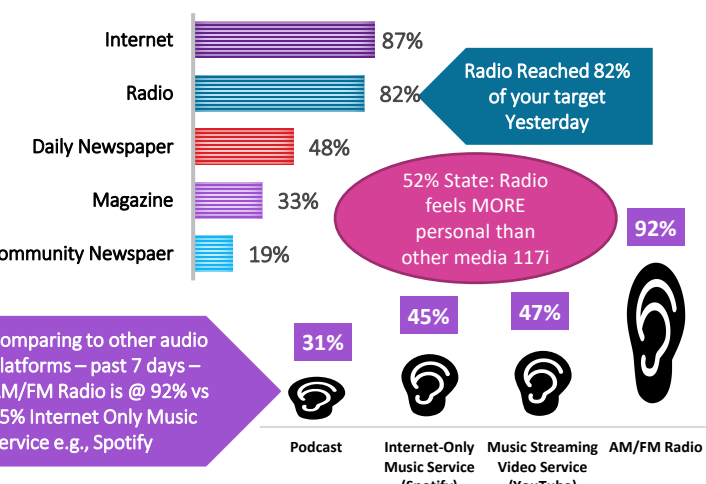 Internet
87%
Radio
82%
Radio Reached 82%
of your target
Yesterday
Daily Newspaper
48%
Magazine
33%
ommunity Newspaer
19%
52% State: Radio
feels MORE
personal than
other media 117i
92%
47%
45%
31%
omparing to other audio
latforms – past 7 days –
AM/FM Radio is @ 92% vs
5% Internet Only Music
ervice e.g., Spotify
Podcast
Internet-Only
Music Service
(Spotify)
Music Streaming
Video Service
(YouTube)
AM/FM Radio